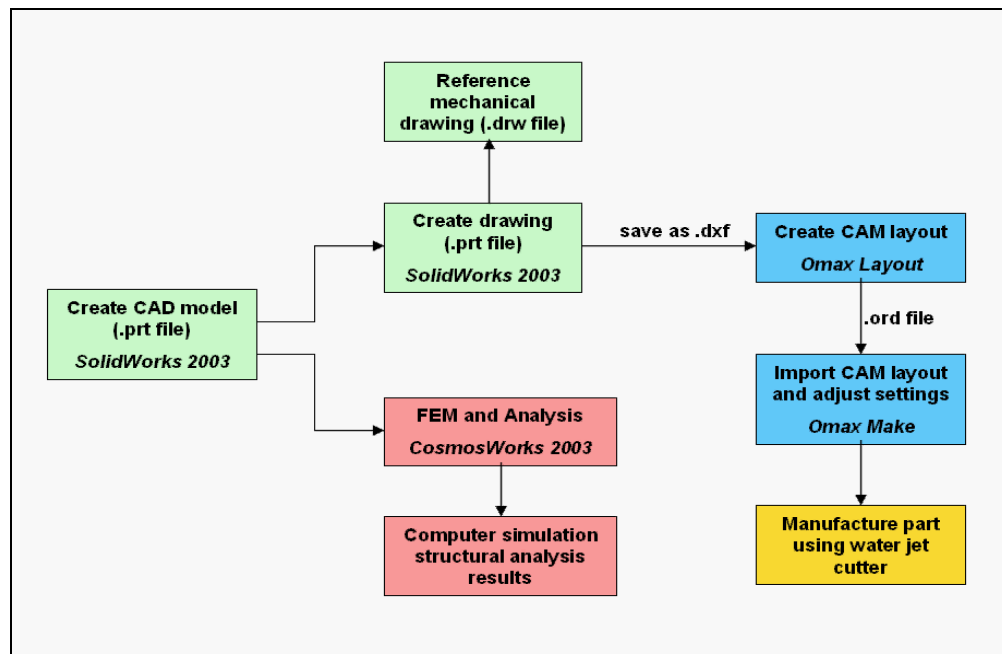 Reference
mechanical
drawing (.drw file)
Create drawing
(.prt file)
SolidWorks 2003
save as .dxf
Create CAM layout
Omax Layout
Create CAD model
(.prt file)
SolidWorks 2003
.ord file
Import CAM layout
and adjust settings
Omax Make
FEM and Analysis
CosmosWorks 2003
Computer simulation
structural analysis
results
Manufacture part
using water jet
cutter